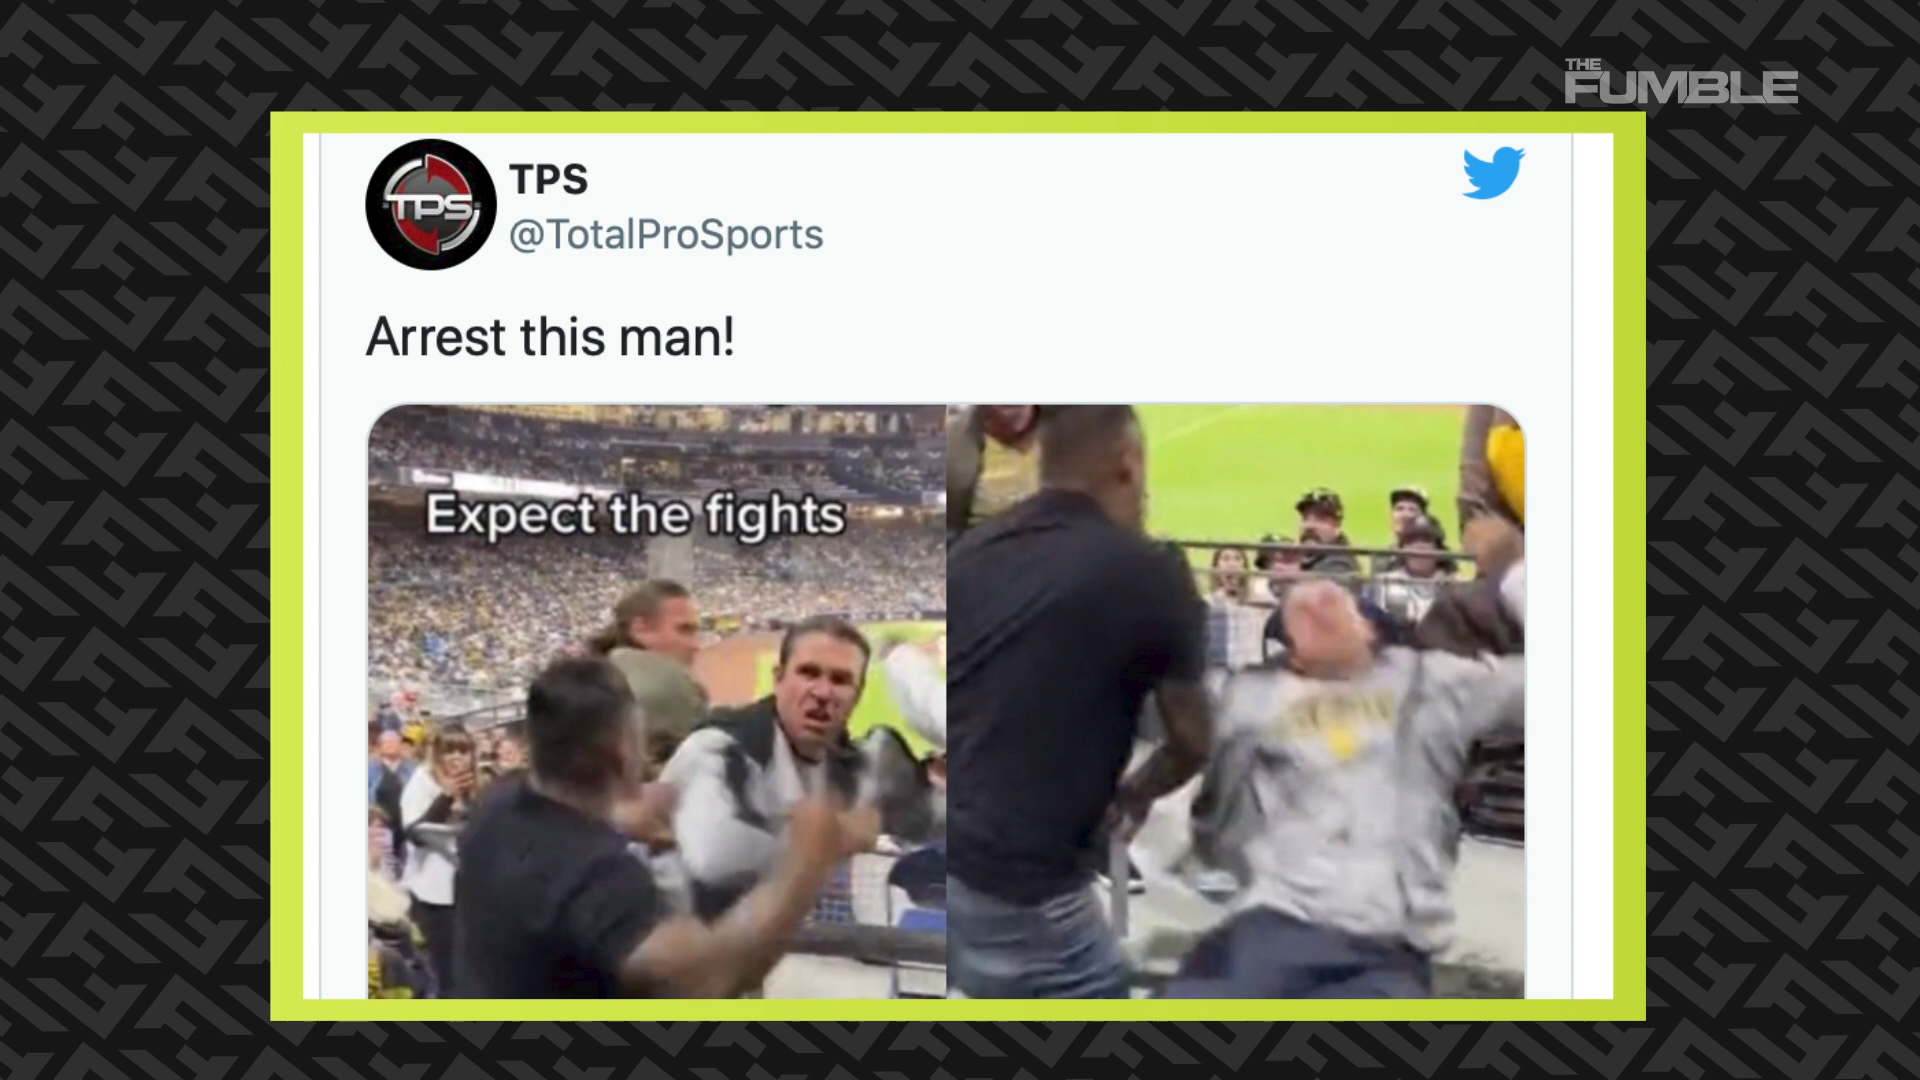 THE
FUMBLE
TPS
TPS
@TotalProSports
Arrest this man!
Expect the fights